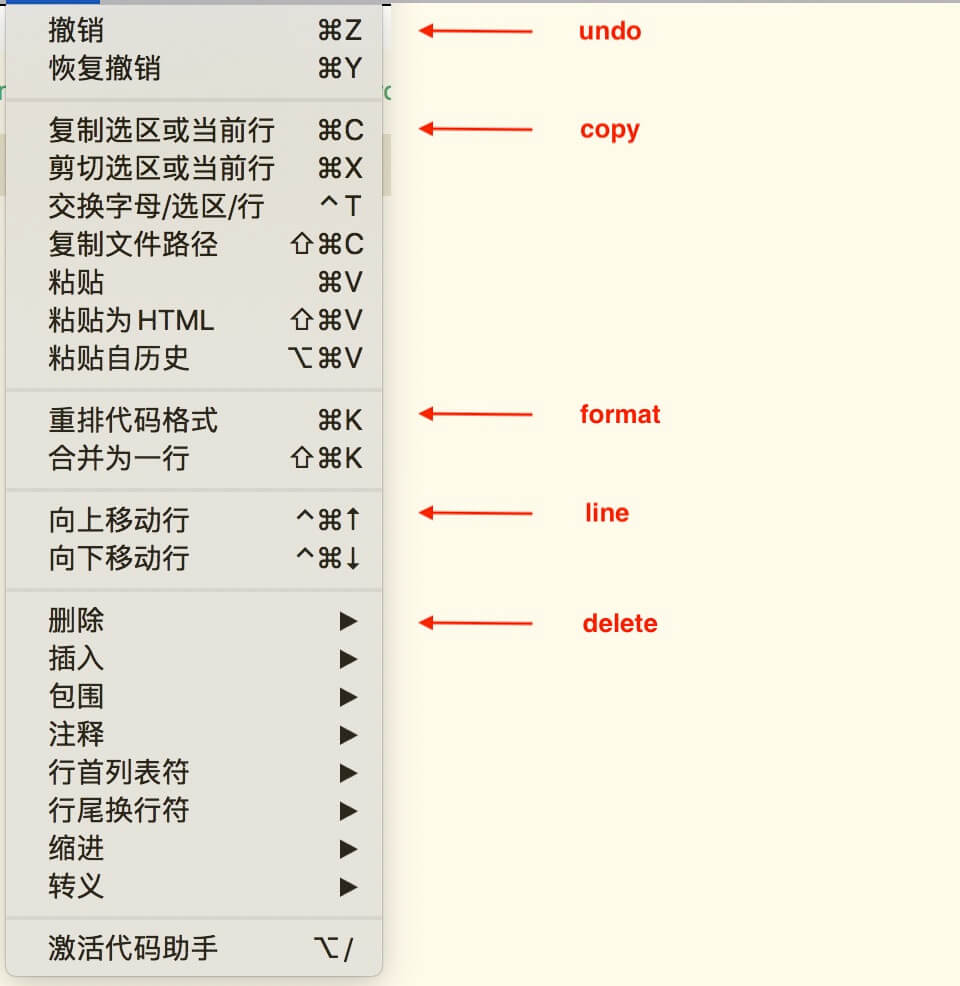 撤销 ⌘Z undo
恢复撤销 ⌘Y
复制选区或当前行 ⌘C copy
剪切选区或当前行 ⌘X
交换字母/选区/行 ^T
复制文件路径 ⇧⌘C
粘贴 ⌘V
粘贴为 HTML ⇧⌘V
粘贴自历史 ⌥⌘V
重排代码格式 ⌘K format
合并为一行 ⇧⌘K
向上移动行 ^⌘↑ line
向下移动行 ^⌘↓
删除 ▶ delete
插入 ▶
包围 ▶
注释 ▶
行首列表符 ▶
行尾换行符 ▶
缩进 ▶
转义 ▶
激活代码助手 ⌥/